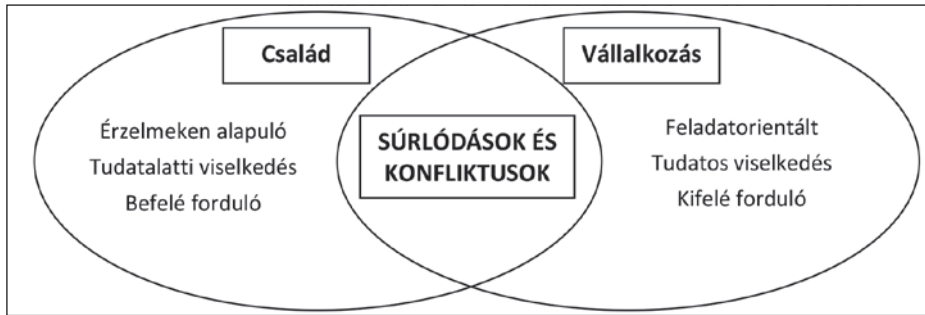 Család
Érzelmeken alapuló
Tudatalatti viselkedés
Befelé forduló
SÚRLÓDÁSOK ÉS
KONFLIKTUSOK
Vállalkozás
Feladatorientált
Tudatos viselkedés
Kifelé forduló